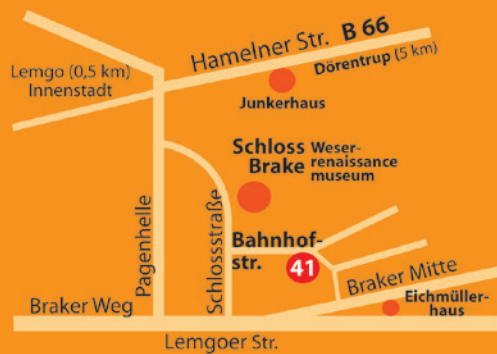 Hamelner Str. B 66
Dörentrup (5 km)
Lemgo (0,5 km)
Innenstadt
Junkerhaus
Schloss
Brake
Weser-
renaissance
museum
Pagenhelle
Schlossstraße
Bahnhof-
str.
41
Braker Mitte
Eichmüller-
haus
Braker Weg
Lemgoer Str.